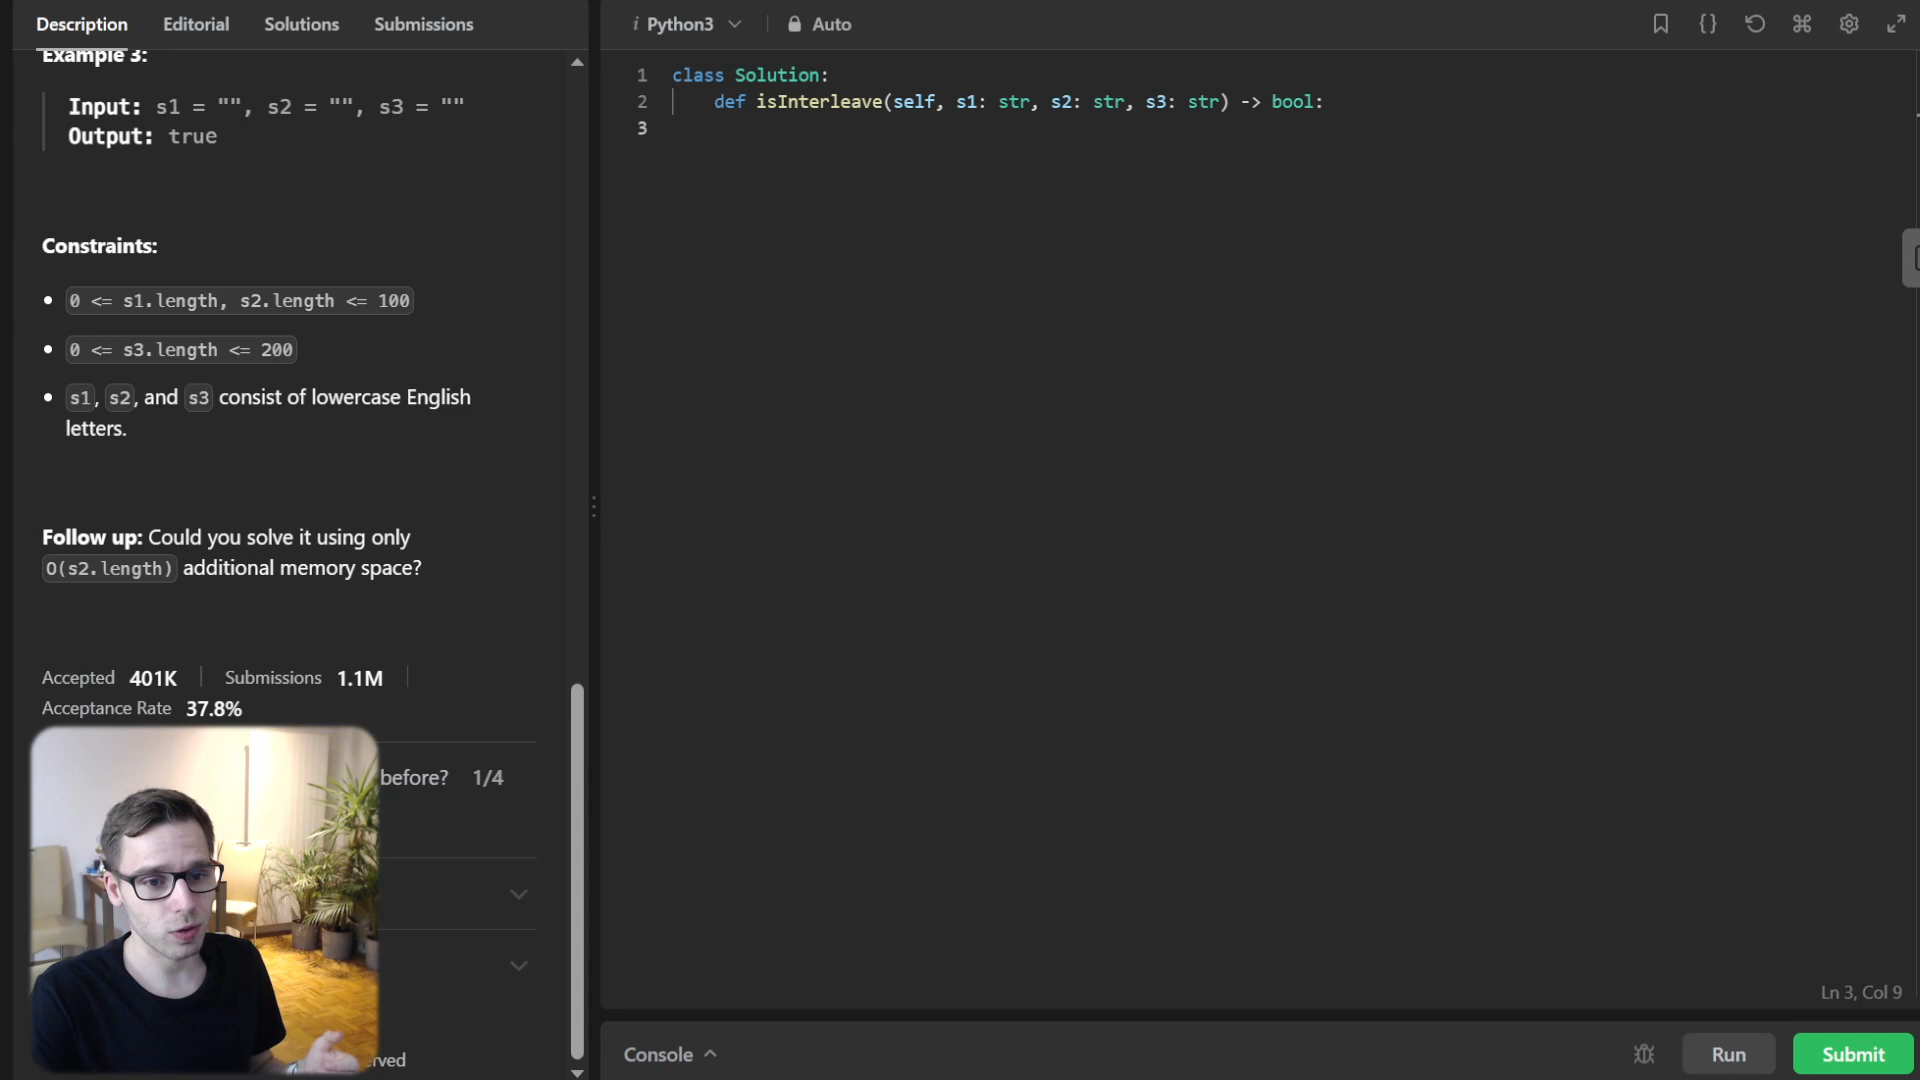 Description Editorial Solutions Submissions
Example 3:
Input: s1 = "", s2 = "", s3 = ""
Output: true
Constraints:
0 <= s1.length, s2.length <= 100
0 <= s3.length <= 200
s1, s2, and s3 consist of lowercase English
letters.
Follow up: Could you solve it using only
O(s2.length) additional memory space?
Accepted 401K Submissions 1.1M
Acceptance Rate 37.8%
before? 1/4
rved
i Python3 Auto
1 class Solution:
2 def isInterleave(self, s1: str, s2: str, s3: str) -> bool:
3
Ln 3, Col 9
Console Run Submit